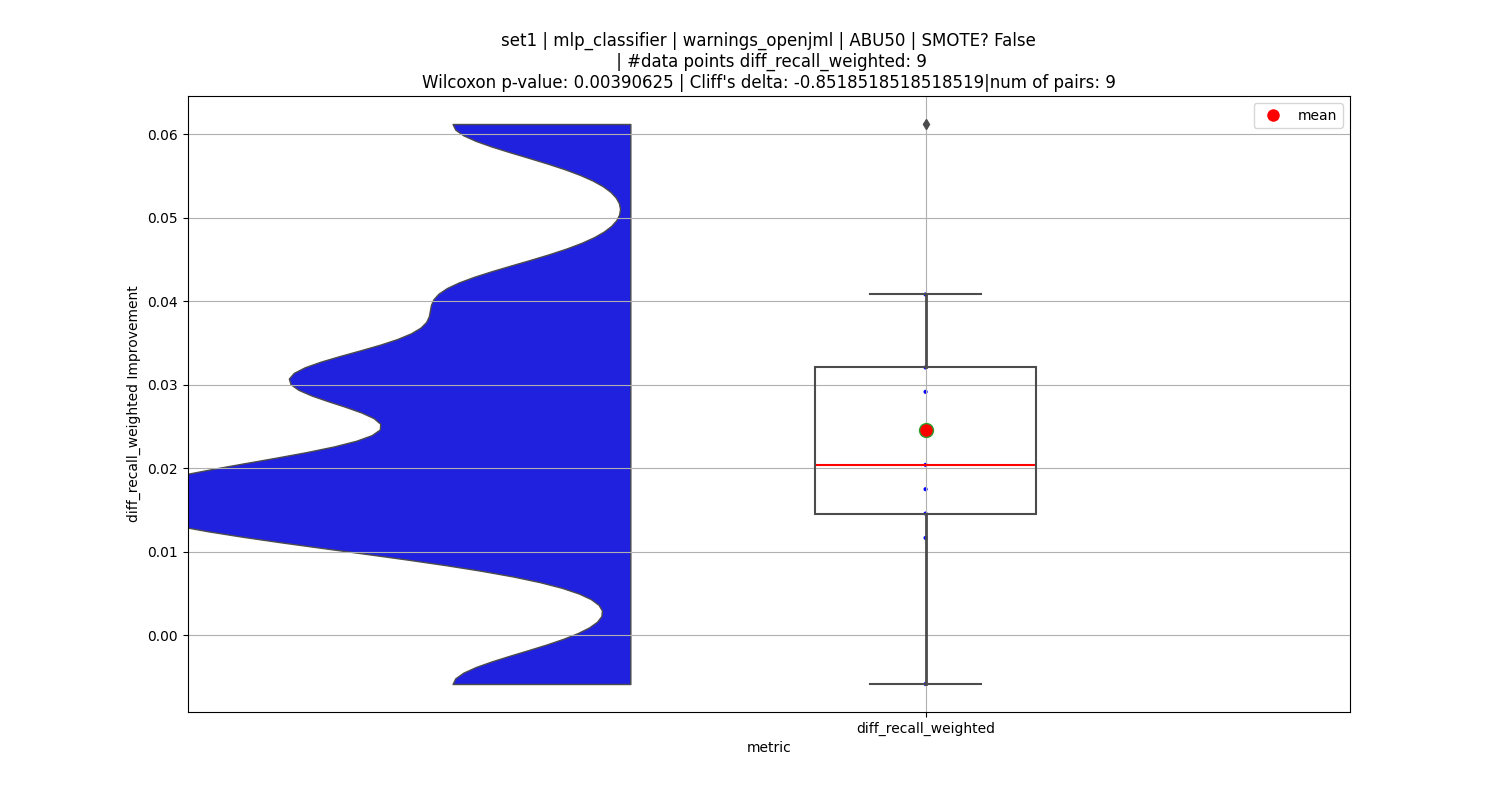 set1 | mlp_classifier | warnings_openjml | ABU50 | SMOTE? False
| #data points diff_recall_weighted: 9
Wilcoxon p-value: 0.00390625 | Cliff's delta: -0.8518518518518519|num of pairs: 9
mean
0.06
0.05
0.04
0.03
0.02
0.01
0.00
diff_recall_weighted Improvement
diff_recall_weighted
metric